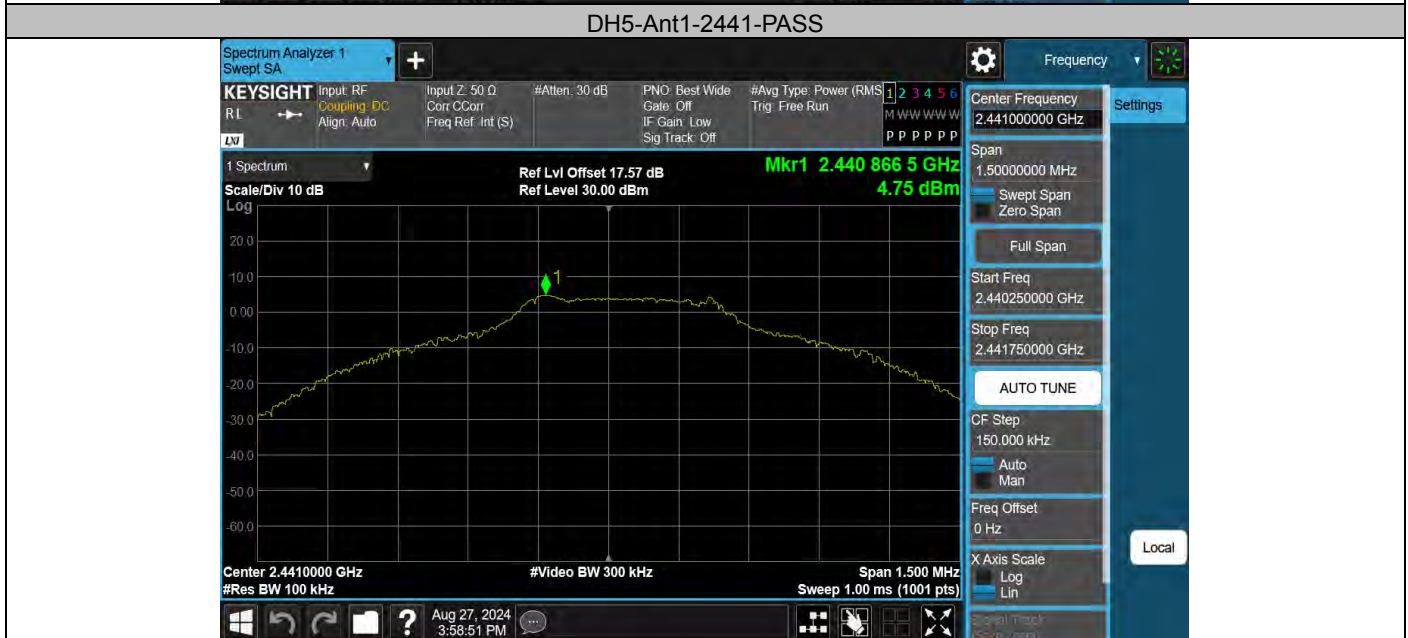 DH5-Ant1-2441-PASS
Spectrum Analyzer 1
Swept SA
Frequency
KEYSIGHT
RL
LXI
Input: RF
Coupling: DC
Align: Auto
Input Z: 50 Ω
Corr CCorr
Freq Ref: Int (S)
#Atten: 30 dB
PNO: Best Wide
Gate: Off
IF Gain: Low
Sig Track: Off
#Avg Type: Power (RMS
Trig: Free Run
1 2 3 4 5 6
M W W W W W
P P P P P P
1 Spectrum
Scale/Div 10 dB
Log
Ref Lvl Offset 17.57 dB
Ref Level 30.00 dBm
Mkr1 2.440 866 5 GHz
4.75 dBm
20.0
10.0
0.00
-10.0
-20.0
-30.0
-40.0
-50.0
-60.0
1
Center 2.4410000 GHz
#Res BW 100 kHz
#Video BW 300 kHz
Span 1.500 MHz
Sweep 1.00 ms (1001 pts)
Center Frequency
2.441000000 GHz
Settings
Span
1.50000000 MHz
Swept Span
Zero Span
Full Span
Start Freq
2.440250000 GHz
Stop Freq
2.441750000 GHz
AUTO TUNE
CF Step
150.000 kHz
Auto
Man
Freq Offset
0 Hz
X Axis Scale
Log
Lin
Signal Track
Local
?
Aug 27, 2024
3:58:51 PM